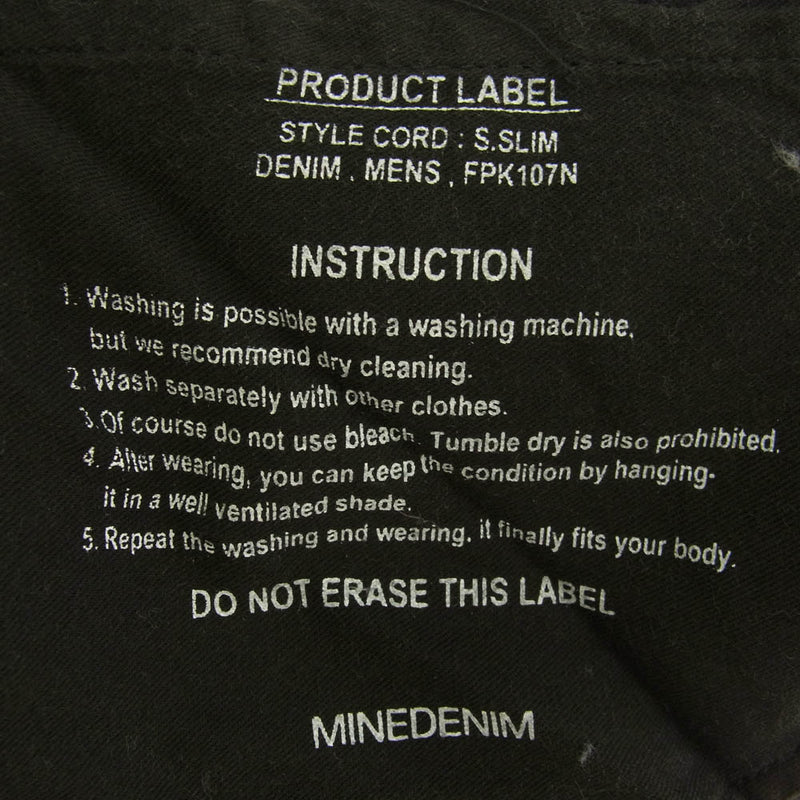 PRODUCT LABEL
STYLE CORD : S.SLIM
DENIM . MENS , FPK107N
INSTRUCTION
1. Washing is possible with a washing machine,
but we recommend dry cleaning.
2. Wash separately with other clothes.
3. Of course do not use bleach. Tumble dry is also prohibited.
4. After wearing, you can keep the condition by hanging-
it in a well ventilated shade.
5. Repeat the washing and wearing. it finally fits your body.
DO NOT ERASE THIS LABEL
MINEDENIM